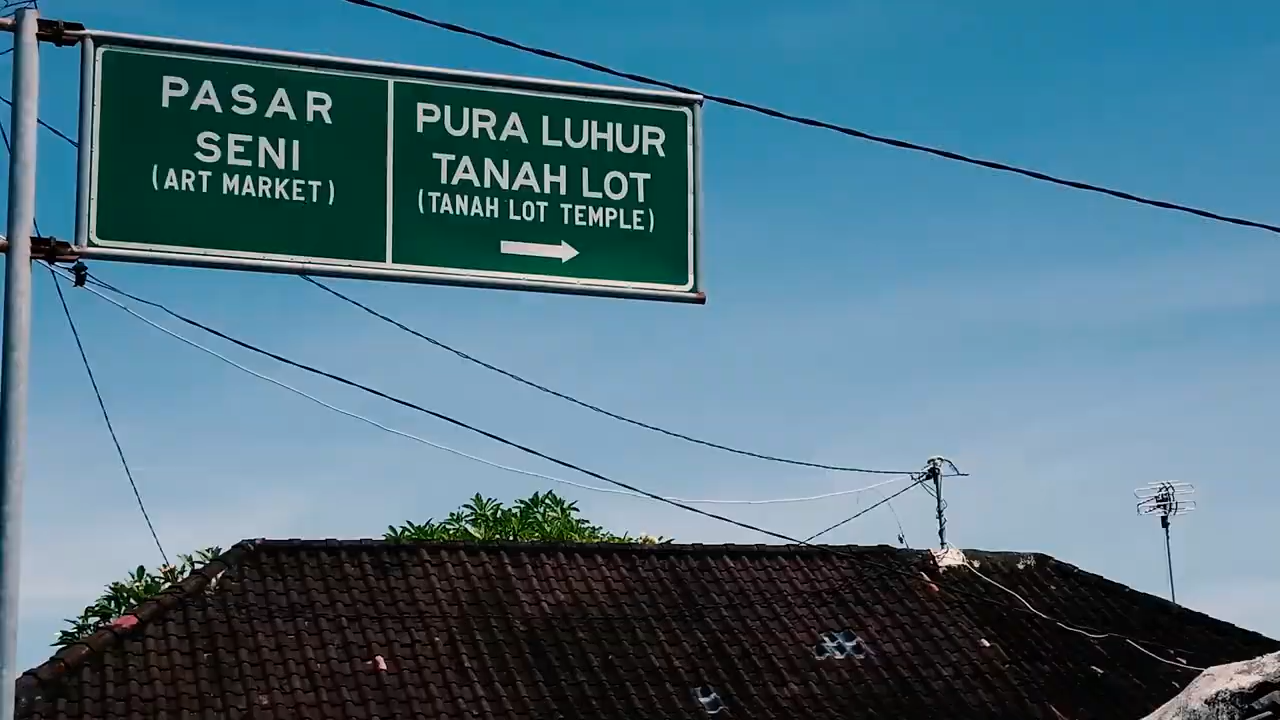 PASAR
SENI
(ART MARKET)
PURA LUHUR
TANAH LOT
(TANAH LOT TEMPLE)